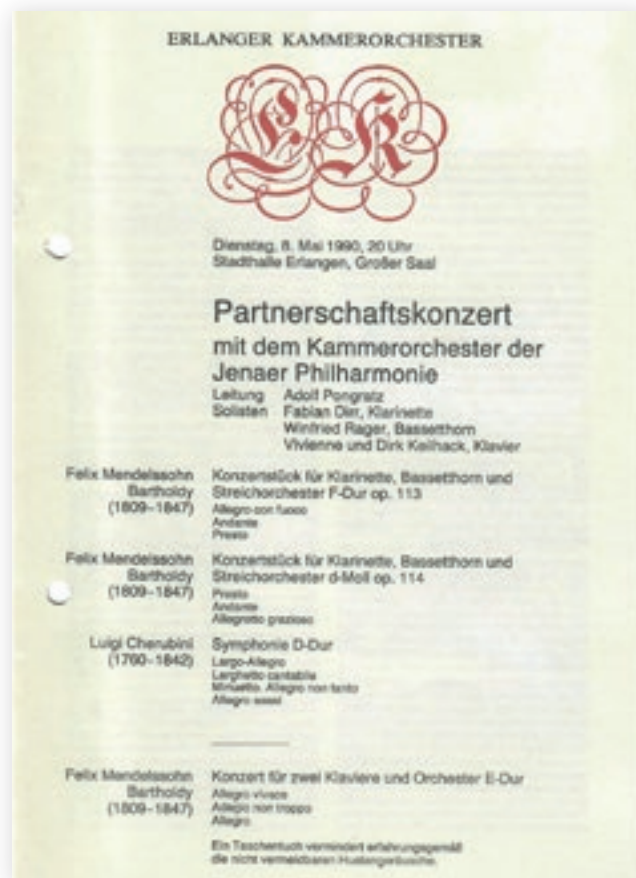 ERLANGER KAMMERORCHESTER
EK
Dienstag, 8. Mai 1990, 20 Uhr
Stadthalle Erlangen, Großer Saal
Partnerschaftskonzert
mit dem Kammerorchester der
Jenaer Philharmonie
Leitung Adolf Pongratz
Solisten Fabian Dirr, Klarinette
Winfried Rager, Bassetthorn
Vivienne und Dirk Keilhack, Klavier
Felix Mendelssohn Konzertstück für Klarinette, Bassetthorn und
Bartholdy Streichorchester F-Dur op. 113
(1809–1847) Allegro con fuoco
Andante
Presto
Felix Mendelssohn Konzertstück für Klarinette, Bassetthorn und
Bartholdy Streichorchester d-Moll op. 114
(1809–1847) Presto
Andante
Allegretto grazioso
Luigi Cherubini Symphonie D-Dur
(1760–1842) Largo-Allegro
Larghetto cantabile
Minuetto. Allegro non tanto
Allegro assai
Felix Mendelssohn Konzert für zwei Klaviere und Orchester E-Dur
Bartholdy Allegro vivace
(1809–1847) Adagio non troppo
Allegro
Ein Taschentuch vermindert erfahrungsgemäß
die nicht vermeidbaren Hustengeräusche.